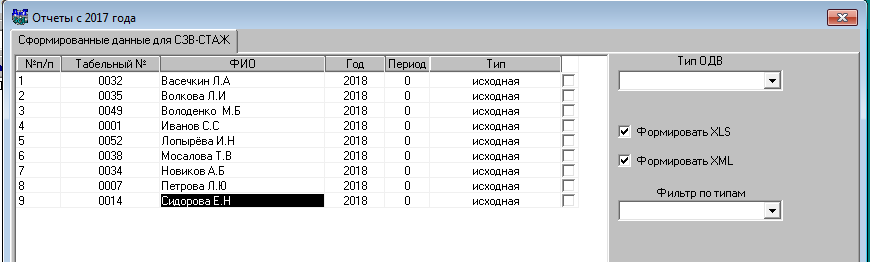 Отчеты с 2017 года
Сформированные данные для СЗВ-СТАЖ
№п/п Табельный № ФИО Год Период Тип
1 0032 Васечкин Л.А 2018 0 исходная
2 0035 Волкова Л.И 2018 0 исходная
3 0049 Володенко М.Б 2018 0 исходная
4 0001 Иванов С.С 2018 0 исходная
5 0052 Лопырёва И.Н 2018 0 исходная
6 0038 Мосалова Т.В 2018 0 исходная
7 0034 Новиков А.Б 2018 0 исходная
8 0007 Петрова Л.Ю 2018 0 исходная
9 0014 Сидорова Е.Н 2018 0 исходная
Тип ОДВ
Формировать XLS
Формировать XML
Фильтр по типам